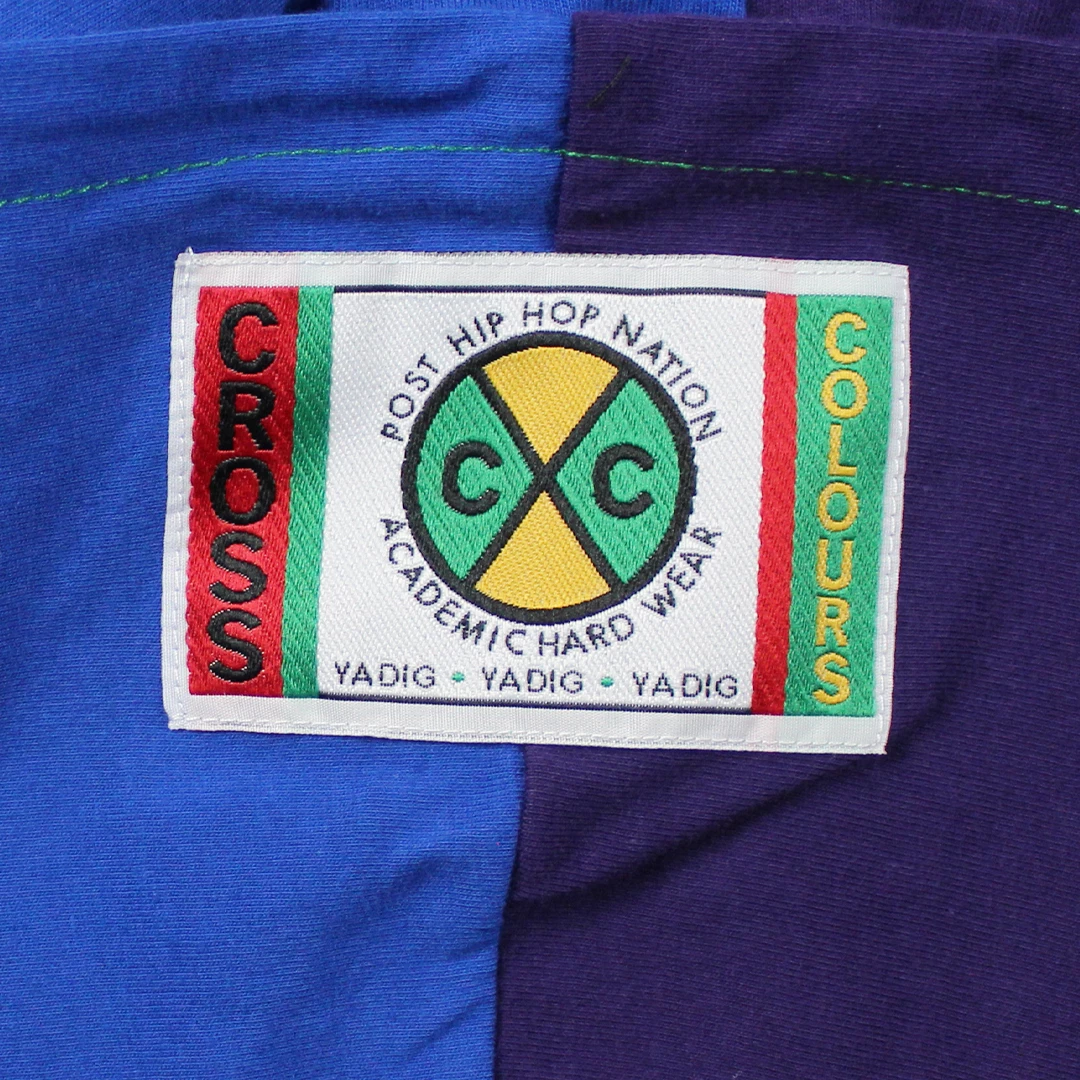 CROSS
POST HIP HOP NATION
C C
ACADEMIC HARD WEAR
YADIG • YADIG • YADIG
COLOURS